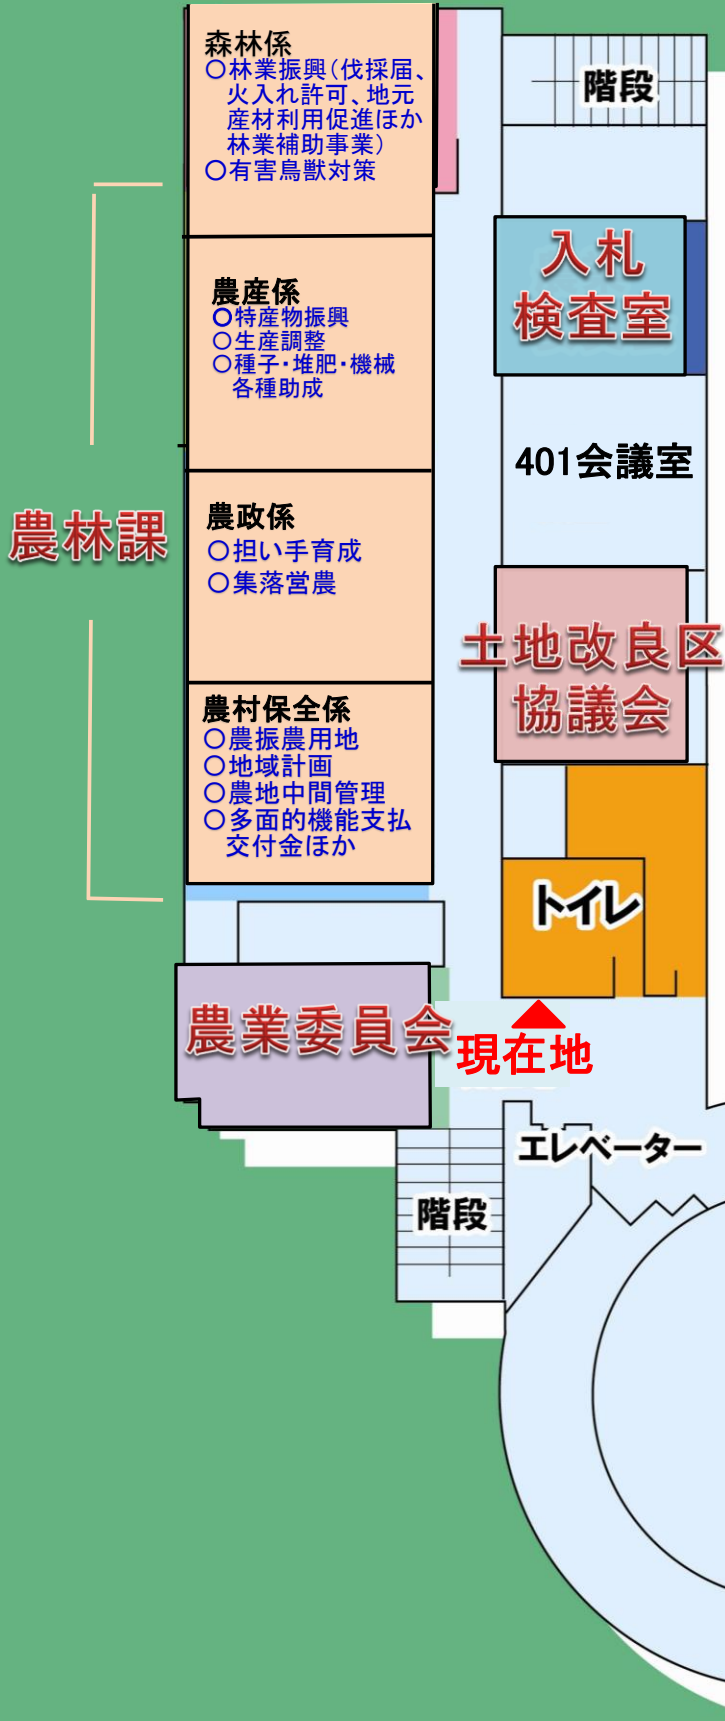 森林係
○林業振興（伐採届、
火入れ許可、地元
産材利用促進ほか
林業補助事業）
○有害鳥獣対策
農産係
○特産物振興
○生産調整
○種子・堆肥・機械
各種助成
農林課
農政係
○担い手育成
○集落営農
農村保全係
○農振農用地
○地域計画
○農地中間管理
○多面的機能支払
交付金ほか
農業委員会
階段
入札
検査室
401会議室
土地改良区
協議会
トイレ
現在地
エレベーター
階段